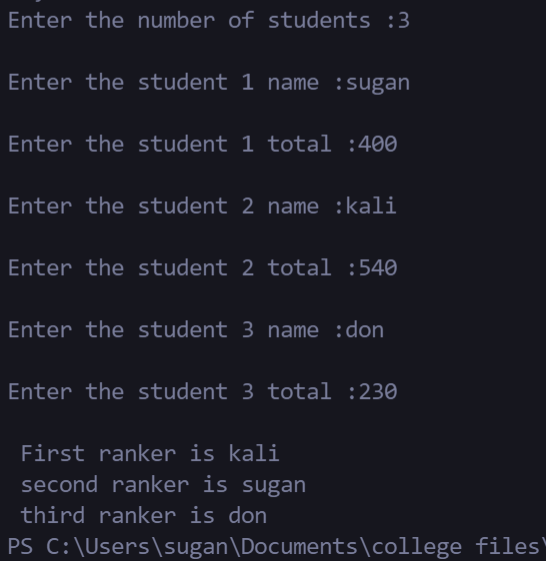 Enter the number of students :3
Enter the student 1 name :sugan
Enter the student 1 total :400
Enter the student 2 name :kali
Enter the student 2 total :540
Enter the student 3 name :don
Enter the student 3 total :230
First ranker is kali
second ranker is sugan
third ranker is don
PS C:\Users\sugan\Documents\college files\